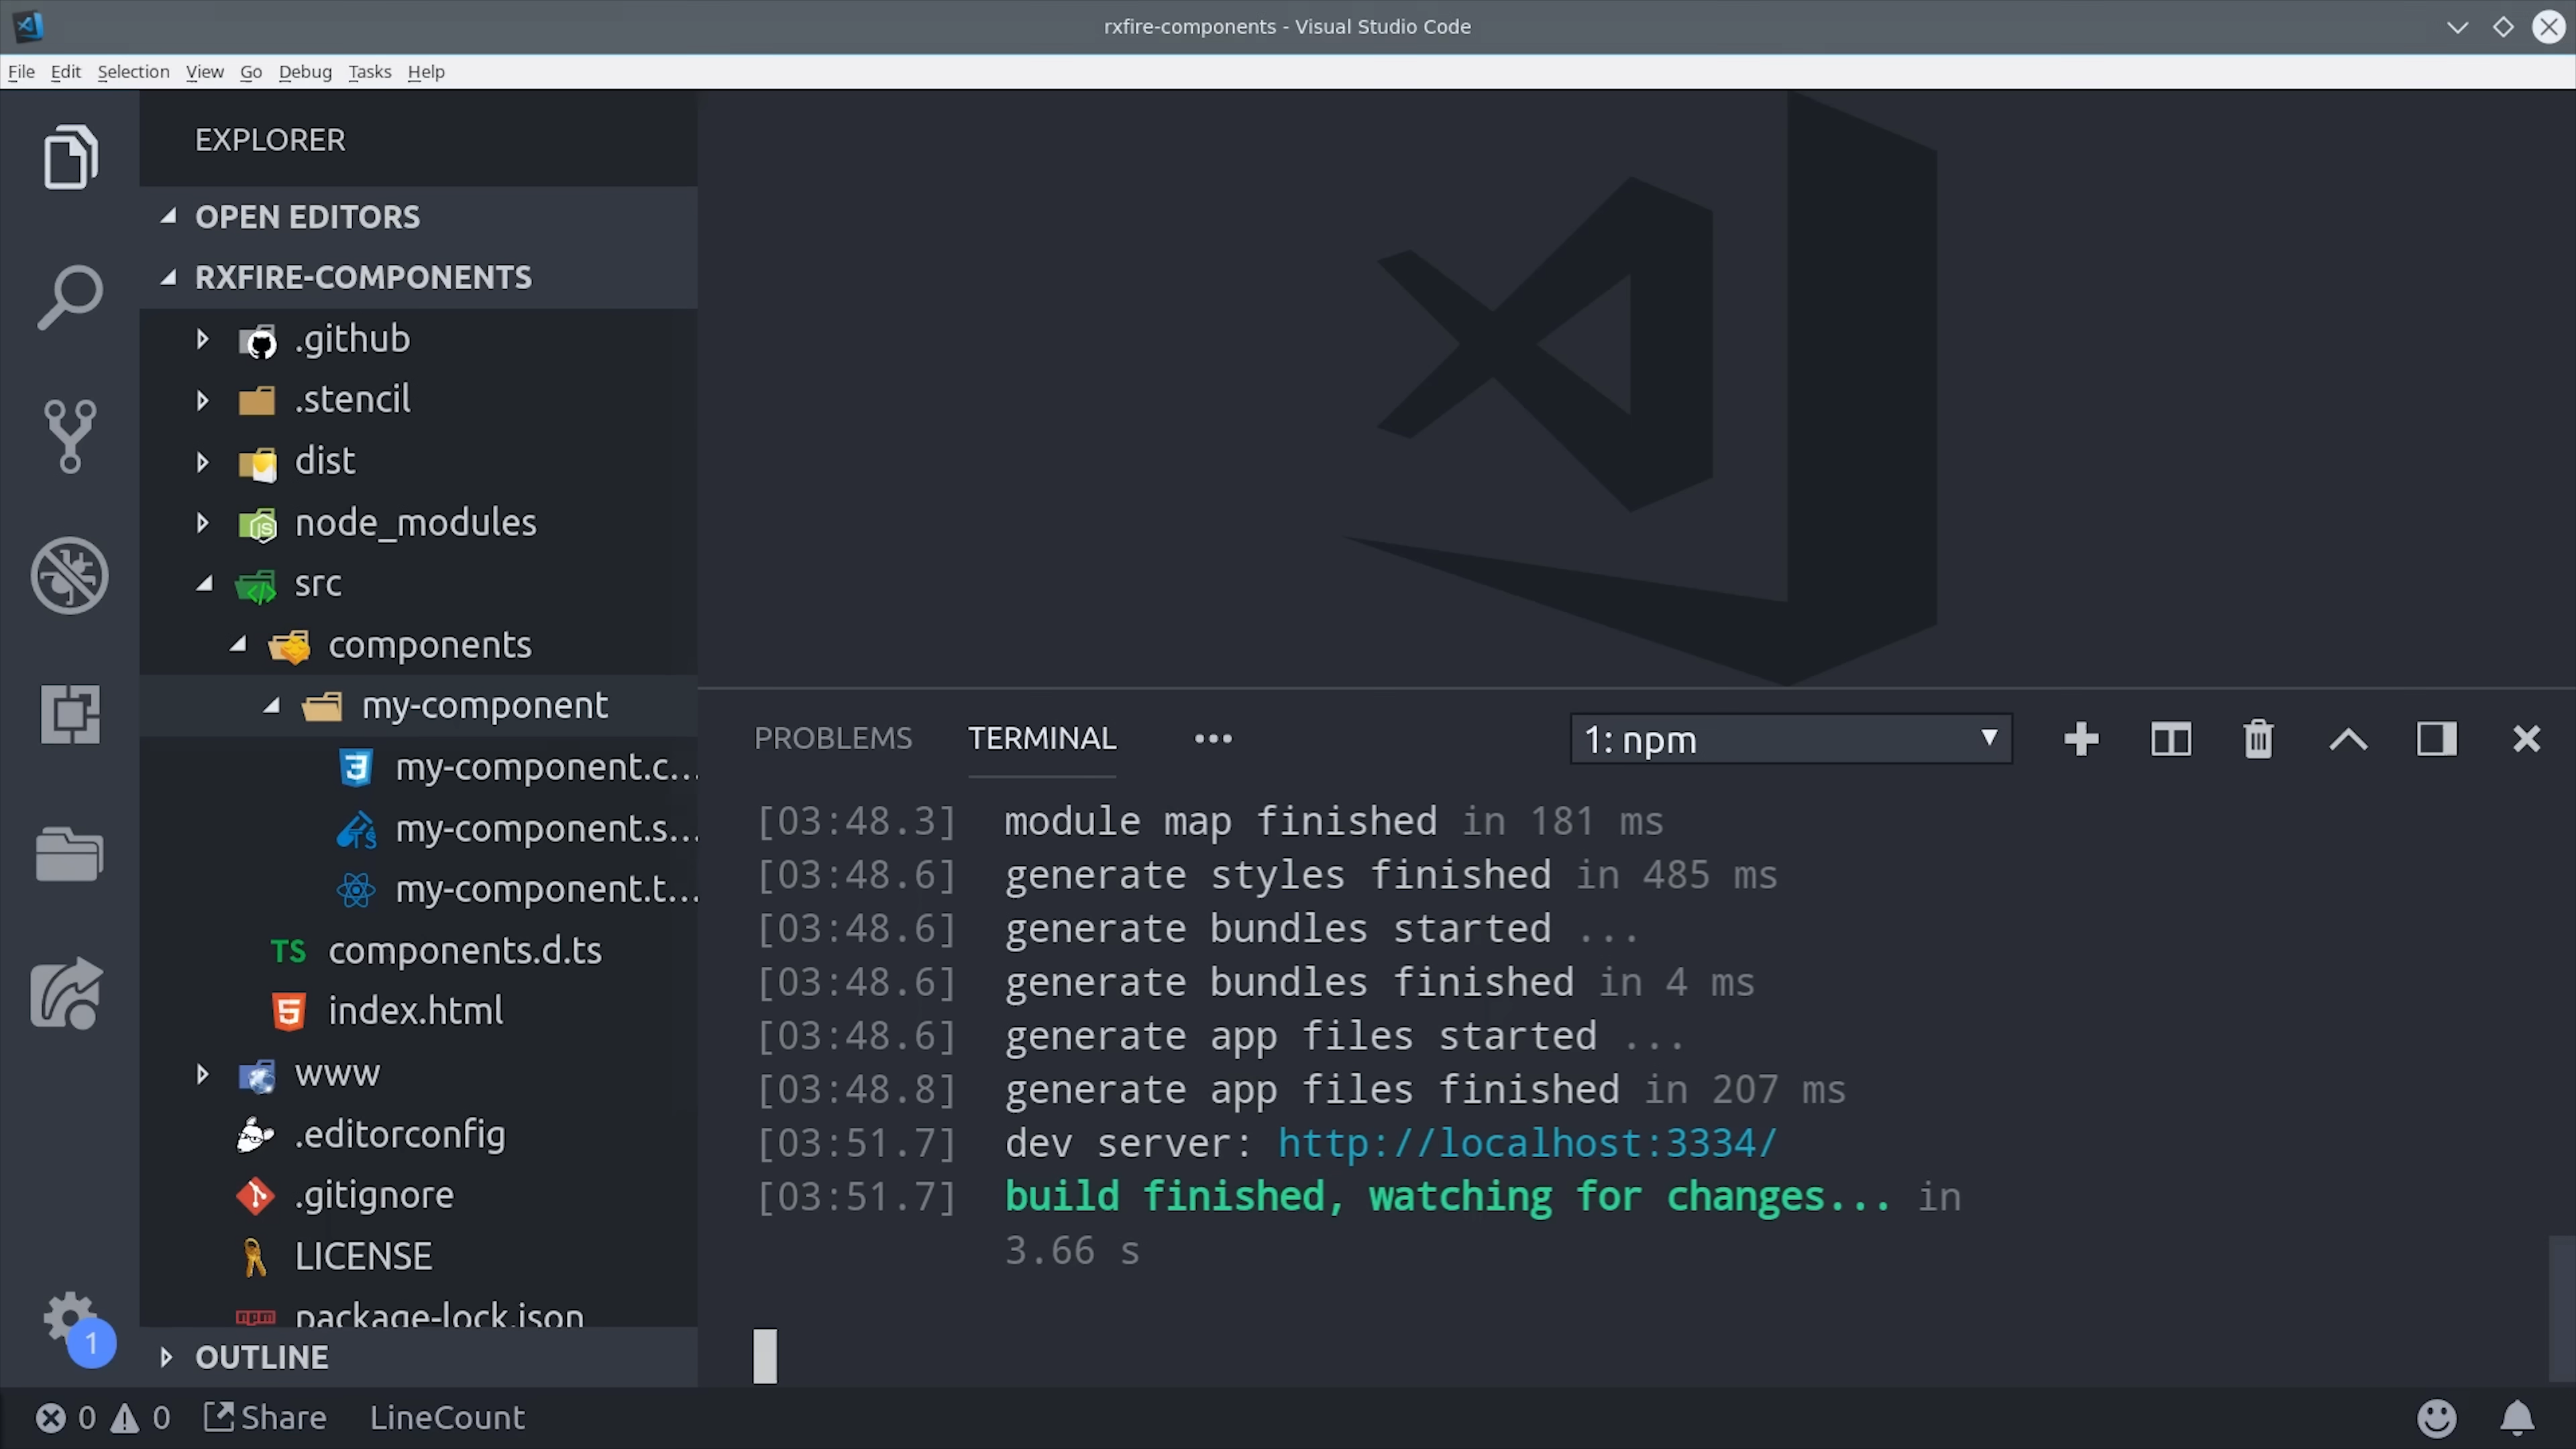 rxfire-components - Visual Studio Code
File Edit Selection View Go Debug Tasks Help
EXPLORER
OPEN EDITORS
RXFIRE-COMPONENTS
.github
.stencil
dist
node_modules
src
components
my-component
my-component.c...
my-component.s...
my-component.t...
TS components.d.ts
index.html
www
.editorconfig
.gitignore
LICENSE
package-lock.json
OUTLINE
1
PROBLEMS TERMINAL ...
1: npm
[03:48.3] module map finished in 181 ms
[03:48.6] generate styles finished in 485 ms
[03:48.6] generate bundles started ...
[03:48.6] generate bundles finished in 4 ms
[03:48.6] generate app files started ...
[03:48.8] generate app files finished in 207 ms
[03:51.7] dev server: http://localhost:3334/
[03:51.7] build finished, watching for changes... in
3.66 s
0 0 Share LineCount